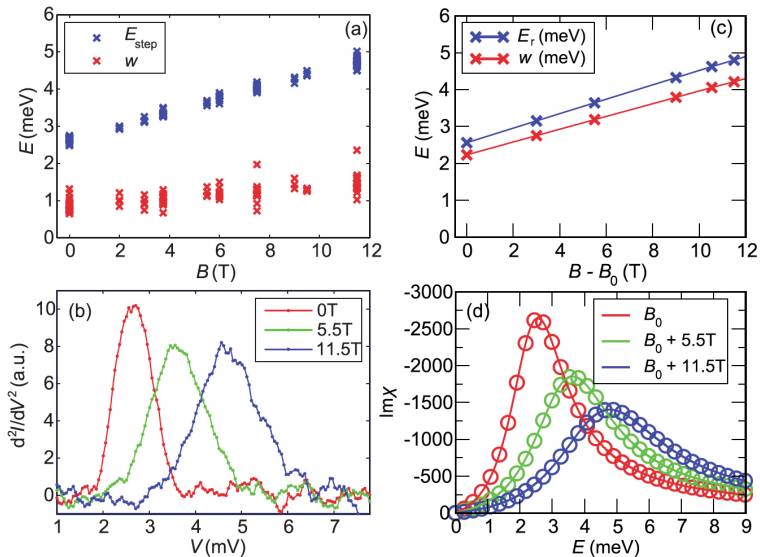 (a)
E_step
w
E (meV)
6
5
4
3
2
1
0
0 2 4 6 8 10 12
B (T)
(c)
E_r (meV)
w (meV)
E (meV)
6
5
4
3
2
1
0
0 2 4 6 8 10 12
B - B_0 (T)
(b)
0T
5.5T
11.5T
d²I/dV² (a.u.)
10
8
6
4
2
0
1 2 3 4 5 6 7
V (mV)
(d)
B_0
B_0 + 5.5T
B_0 + 11.5T
Imχ
-3000
-2500
-2000
-1500
-1000
-500
0
0 1 2 3 4 5 6 7 8 9
E (meV)